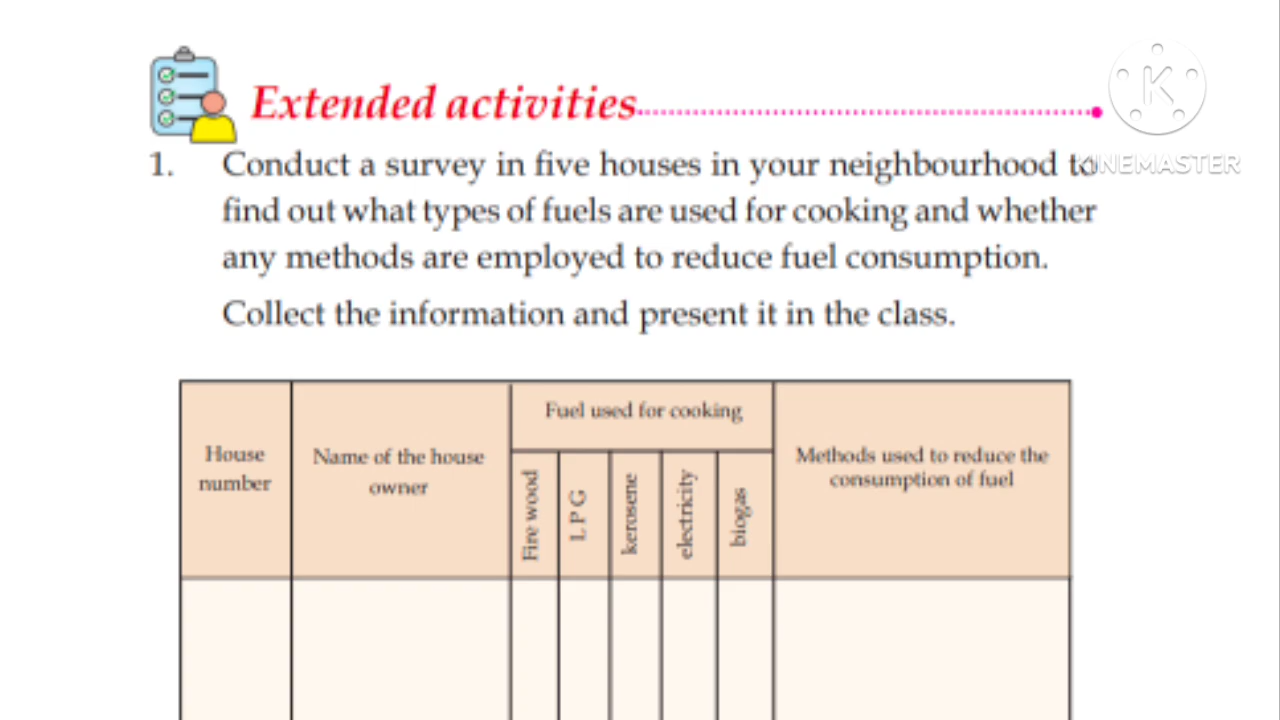 Extended activities
K
KINEMASTER
1. Conduct a survey in five houses in your neighbourhood to
find out what types of fuels are used for cooking and whether
any methods are employed to reduce fuel consumption.
Collect the information and present it in the class.
House
number
Name of the house
owner
Fuel used for cooking
Fire wood
L P G
kerosene
electricity
biogas
Methods used to reduce the
consumption of fuel